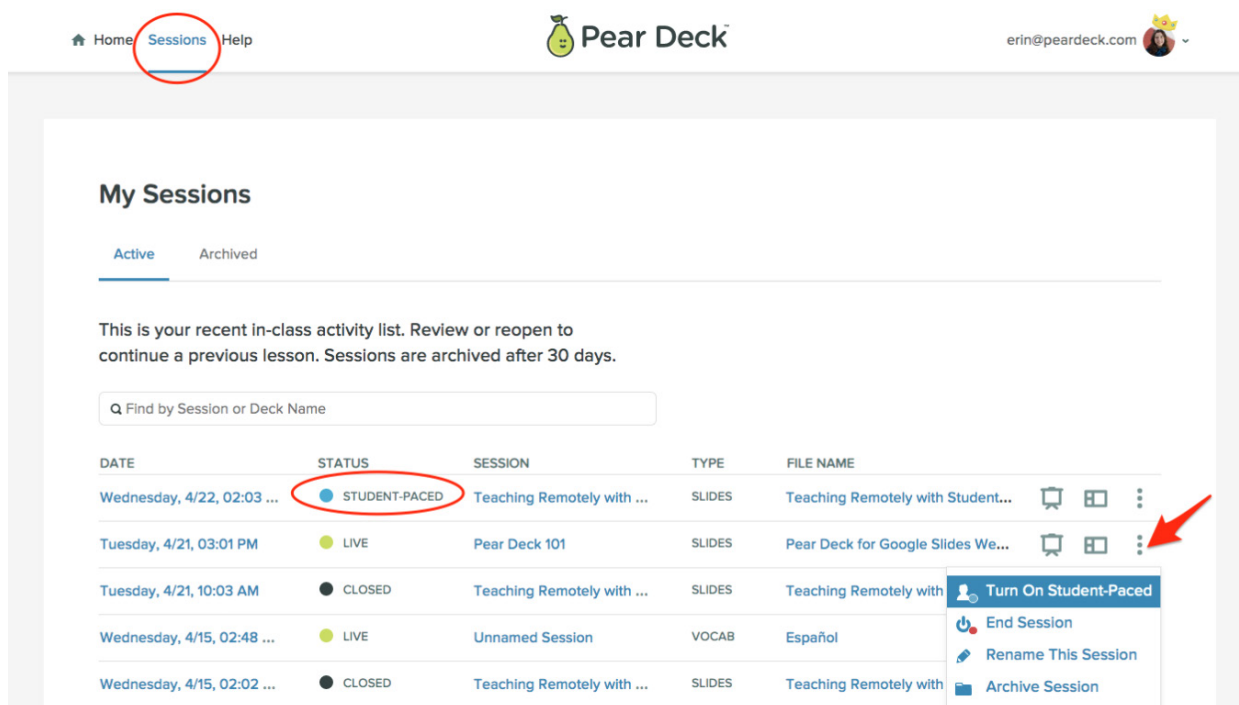 Home Sessions Help Pear Deck erin@peardeck.com
My Sessions
Active Archived
This is your recent in-class activity list. Review or reopen to
continue a previous lesson. Sessions are archived after 30 days.
Find by Session or Deck Name
DATE STATUS SESSION TYPE FILE NAME
Wednesday, 4/22, 02:03 ... STUDENT-PACED Teaching Remotely with ... SLIDES Teaching Remotely with Student...
Tuesday, 4/21, 03:01 PM LIVE Pear Deck 101 SLIDES Pear Deck for Google Slides We...
Tuesday, 4/21, 10:03 AM CLOSED Teaching Remotely with ... SLIDES Teaching Remotely with
Turn On Student-Paced
End Session
Wednesday, 4/15, 02:48 ... LIVE Unnamed Session VOCAB Español
Rename This Session
Wednesday, 4/15, 02:02 ... CLOSED Teaching Remotely with ... SLIDES Teaching Remotely with
Archive Session